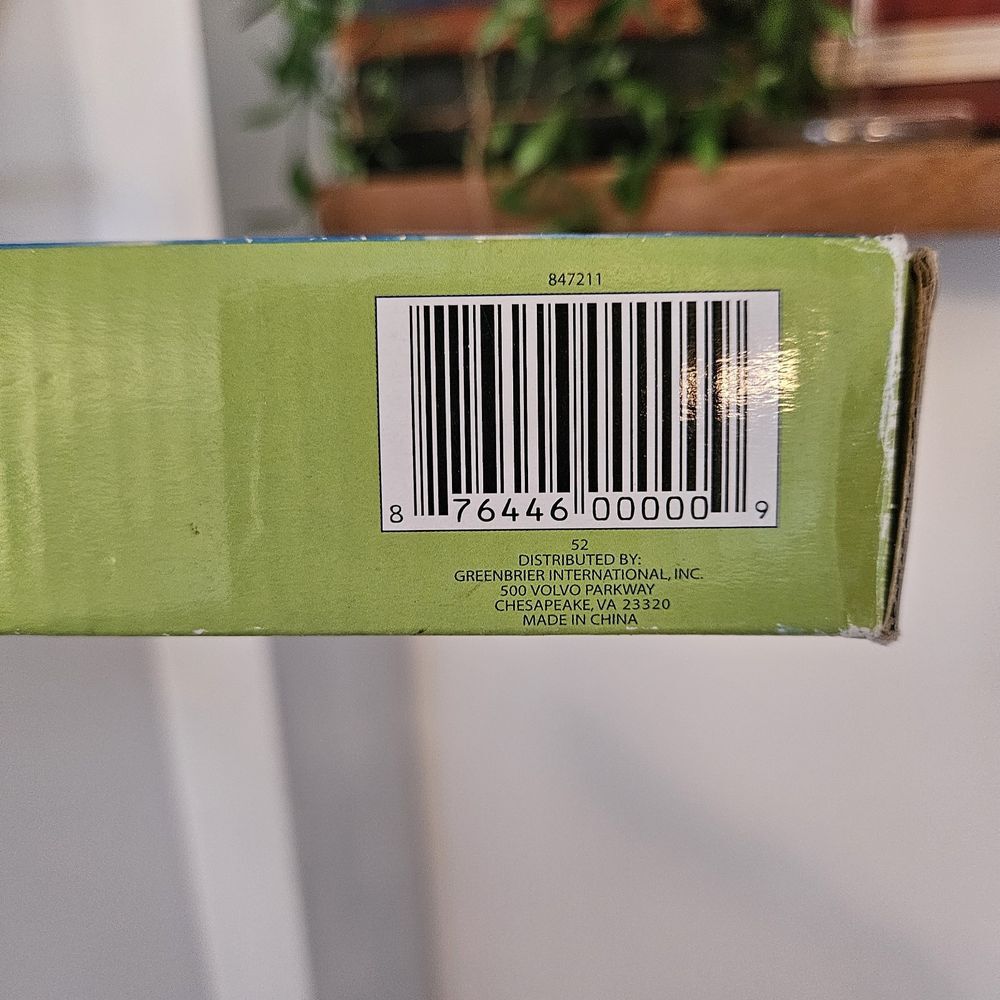 847211
8 76446 00000 9
52
DISTRIBUTED BY:
GREENBRIER INTERNATIONAL, INC.
500 VOLVO PARKWAY
CHESAPEAKE, VA 23320
MADE IN CHINA